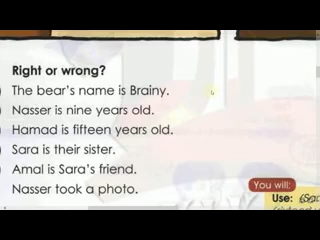 Right or wrong?
The bear's name is Brainy.
Nasser is nine years old.
Hamad is fifteen years old.
Sara is their sister.
Amal is Sara's friend.
Nasser took a photo.
You will:
Use: